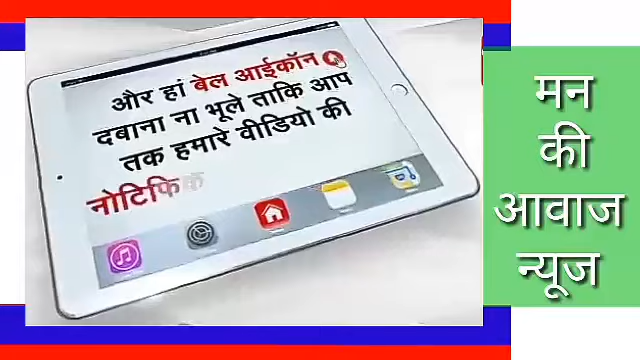 और हां बेल आईकॉन
दबाना ना भूले ताकि आप
तक हमारे वीडियो की
नोटिफिक
मन
की
आवाज
न्यूज